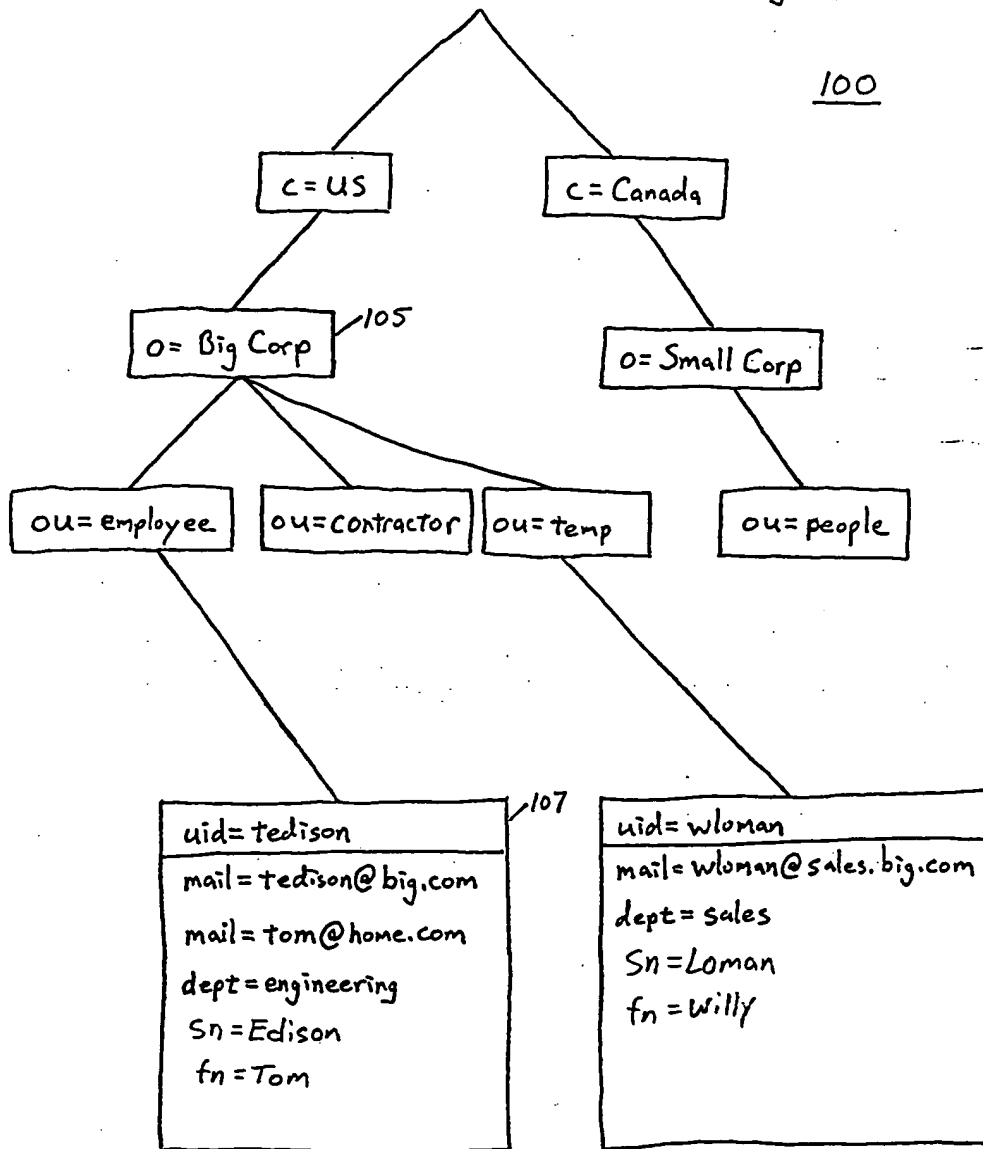 100
c=US
c=Canada
o= Big Corp
105
o=Small Corp
ou=employee
ou=contractor
ou=temp
ou=people
107
uid=tedison
mail=tedison@big.com
mail=tom@home.com
dept=engineering
Sn=Edison
fn=Tom
uid=wloman
mail=wloman@sales.big.com
dept=sales
Sn=Loman
fn=Willy